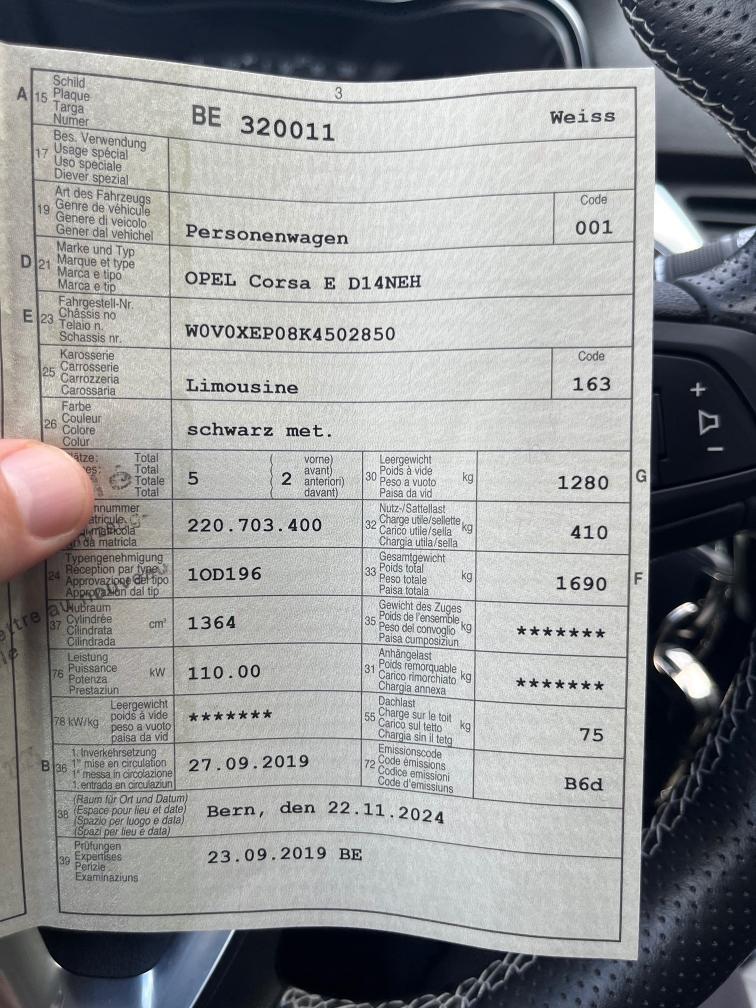 3
A 15 Schild
Plaque
Targa
Numer
BE 320011 Weiss
17 Bes. Verwendung
Usage spécial
Uso speciale
Diever spezial
19 Art des Fahrzeugs
Genre de véhicule
Genere di veicolo
Gener dal vehichel
Personenwagen
Code
001
D 21 Marke und Typ
Marque et type
Marca e tipo
Marca e tip
OPEL Corsa E D14NEH
E 23 Fahrgestell-Nr.
Châssis no
Telaio n.
Schassis nr.
W0V0XEP08K4502850
25 Karosserie
Carrosserie
Carrozzeria
Carossaria
Limousine
Code
163
26 Farbe
Couleur
Colore
Colur
schwarz met.
Total
Total
Totale
Total
5
( 2 vorne)
avant)
anteriori)
davant)
30 Leergewicht
Poids à vide
Peso a vuoto
Paisa da vid
kg
1280
G
220.703.400
32 Nutz-/Sattellast
Charge utile/sellette
Carico utile/sella
Chargia utila/sella
kg
410
24 Typengenehmigung
Réception par type
Approvazione del tipo
Approvaziun dal tip
1OD196
33 Gesamtgewicht
Poids total
Peso totale
Paisa totala
kg
1690
F
37 Hubraum
Cylindrée
Cilindrata
Cilindrada
cm³
1364
35 Gewicht des Zuges
Poids de l'ensemble
Peso del convoglio
Paisa cumposiziun
kg
*******
76 Leistung
Puissance
Potenza
Prestaziun
kW
110.00
31 Anhängelast
Poids remorquable
Carico rimorchiato
Chargia annexa
kg
*******
78 kW/kg
Leergewicht
poids à vide
peso a vuoto
paisa da vid
*******
55 Dachlast
Charge sur le toit
Carico sul tetto
Chargia sin il tetg
kg
75
B 36 1. Inverkehrsetzung
1re mise en circulation
1a messa in circolazione
1. entrada en circulaziun
27.09.2019
72 Emissionscode
Code émissions
Codice emissioni
Code d'emissiuns
B6d
38 (Raum für Ort und Datum)
(Espace pour lieu et date)
(Spazio per luogo e data)
(Spazi per lieu e data)
Bern, den 22.11.2024
39 Prüfungen
Expertises
Perizie
Examinaziuns
23.09.2019 BE
+
−